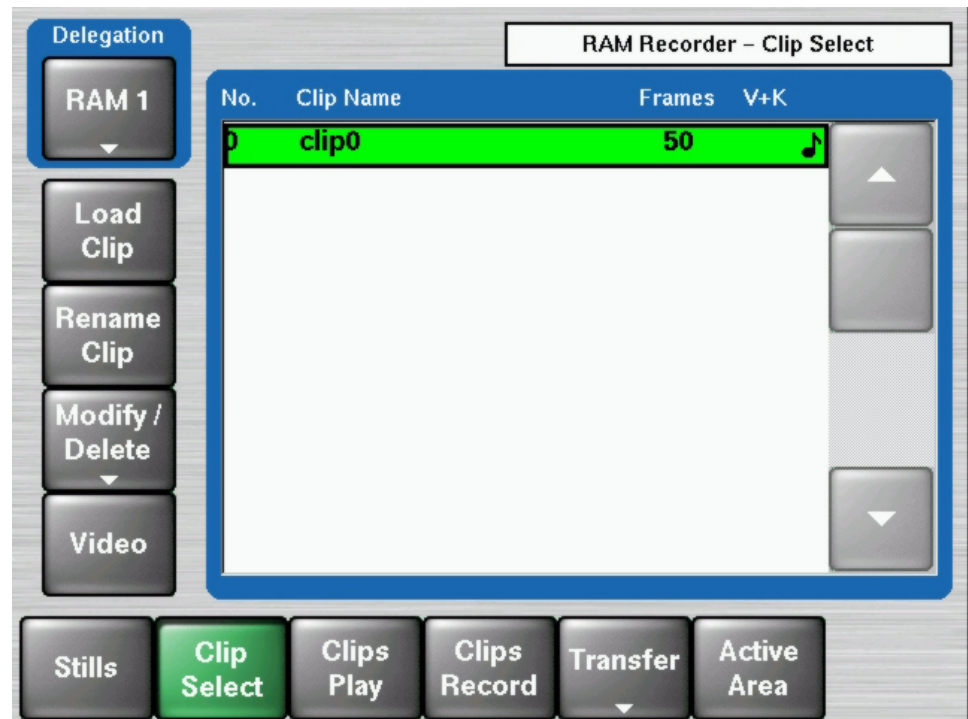 Delegation
RAM Recorder – Clip Select
RAM 1
No. Clip Name Frames V+K
0 clip0 50 ♪
Load
Clip
Rename
Clip
Modify /
Delete
Video
Stills
Clip
Select
Clips
Play
Clips
Record
Transfer
Active
Area